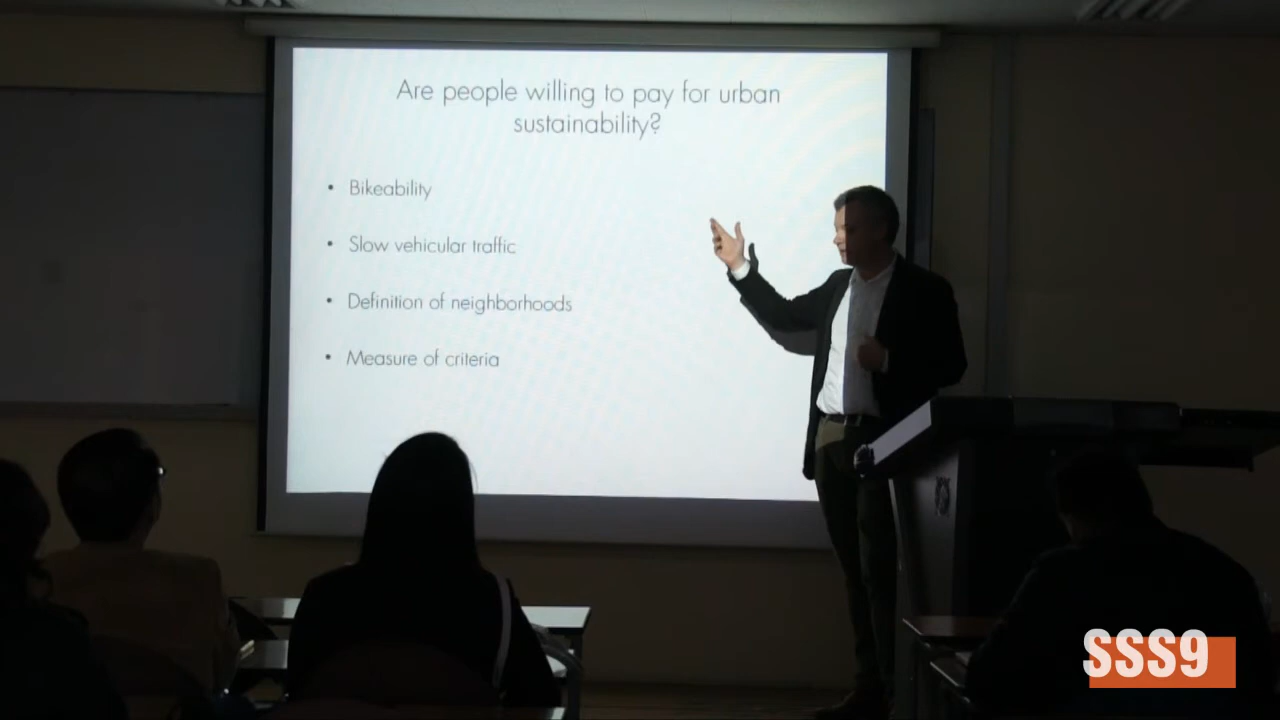 Are people willing to pay for urban
sustainability?
• Bikeability
• Slow vehicular traffic
• Definition of neighborhoods
• Measure of criteria
SSS9